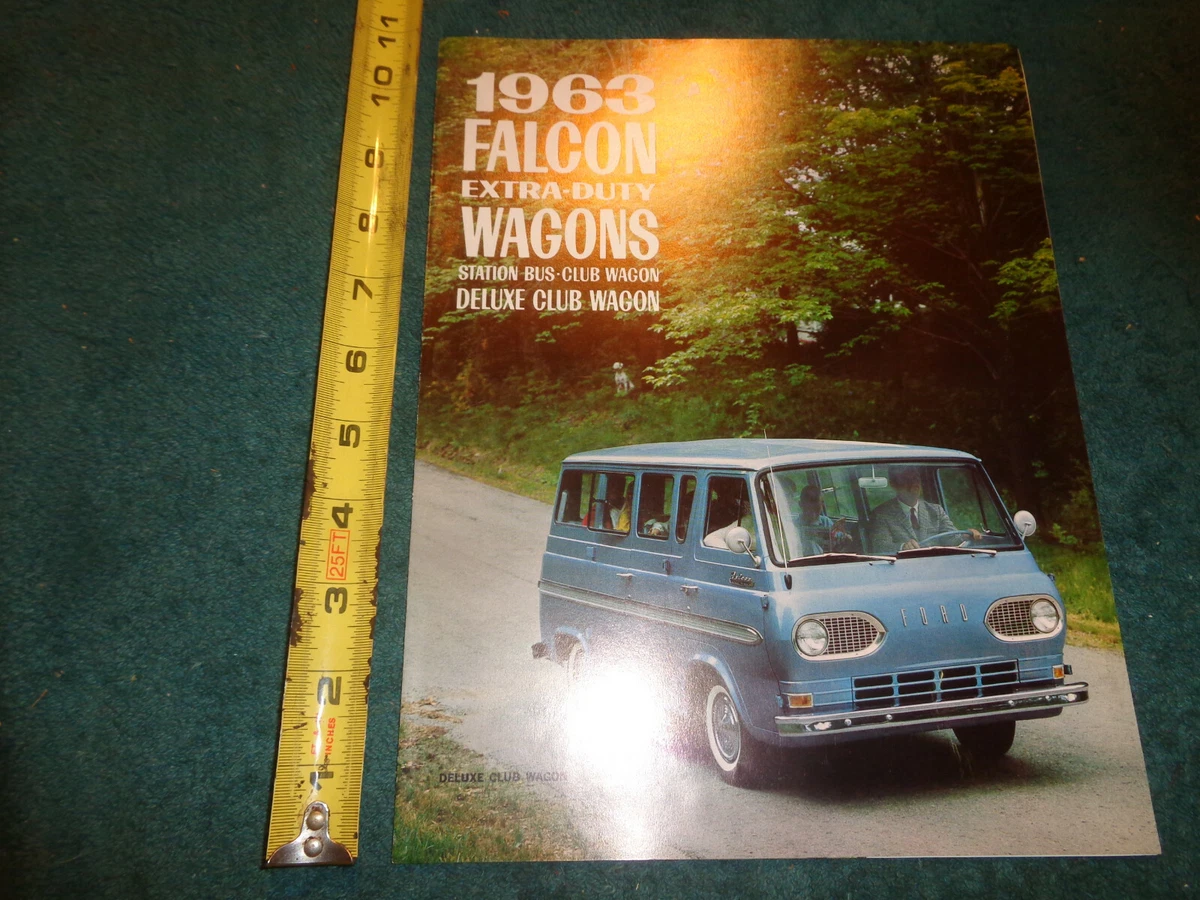 1963
FALCON
EXTRA-DUTY
WAGONS
STATION BUS·CLUB WAGON
DELUXE CLUB WAGON
FORD
DELUXE CLUB WAGON
11
10
9
8
7
6
5
4
25FT
3
2
INCHES
1